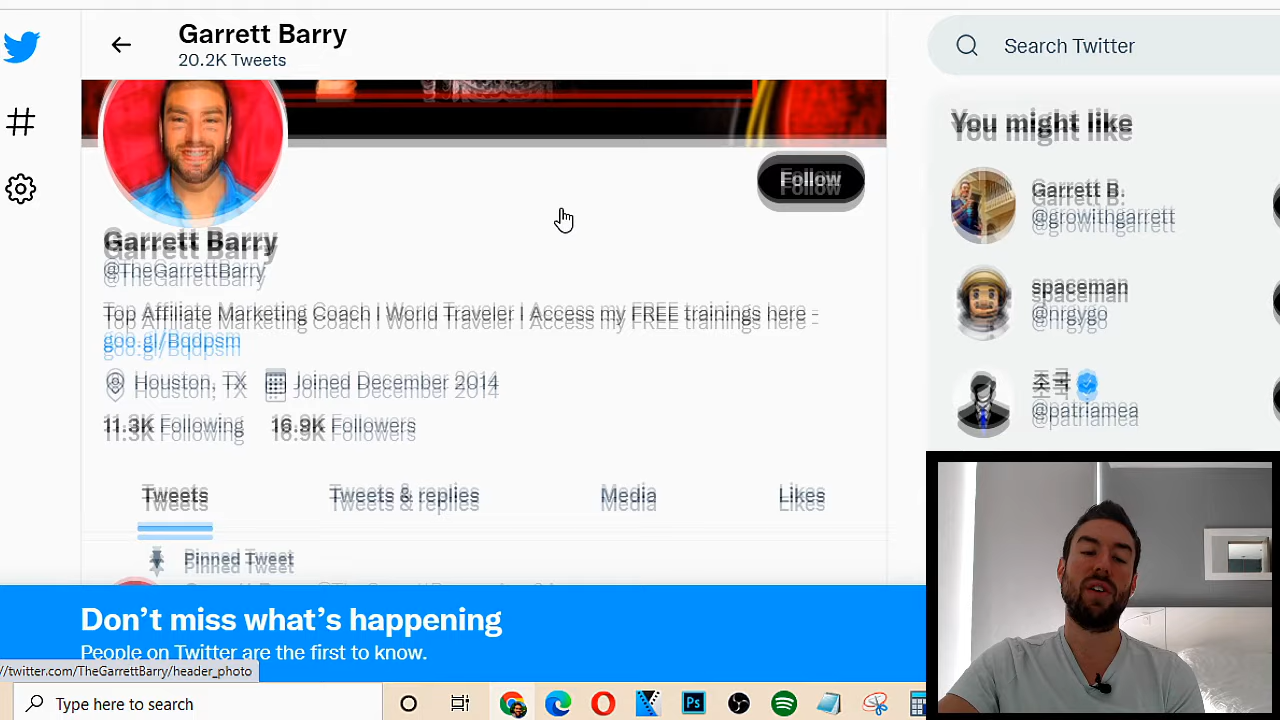 Garrett Barry
20.2K Tweets
Search Twitter
You might like
Follow
Garrett B.
@growithgarrett
Garrett Barry
@TheGarrettBarry
spaceman
@nrgygo
Top Affiliate Marketing Coach I World Traveler I Access my FREE trainings here -
goo.gl/Bqdpsm
Houston, TX Joined December 2014
조국
@patriamea
11.3K Following 16.9K Followers
Tweets Tweets & replies Media Likes
Pinned Tweet
Don't miss what's happening
People on Twitter are the first to know.
//twitter.com/TheGarrettBarry/header_photo
Type here to search
Ps